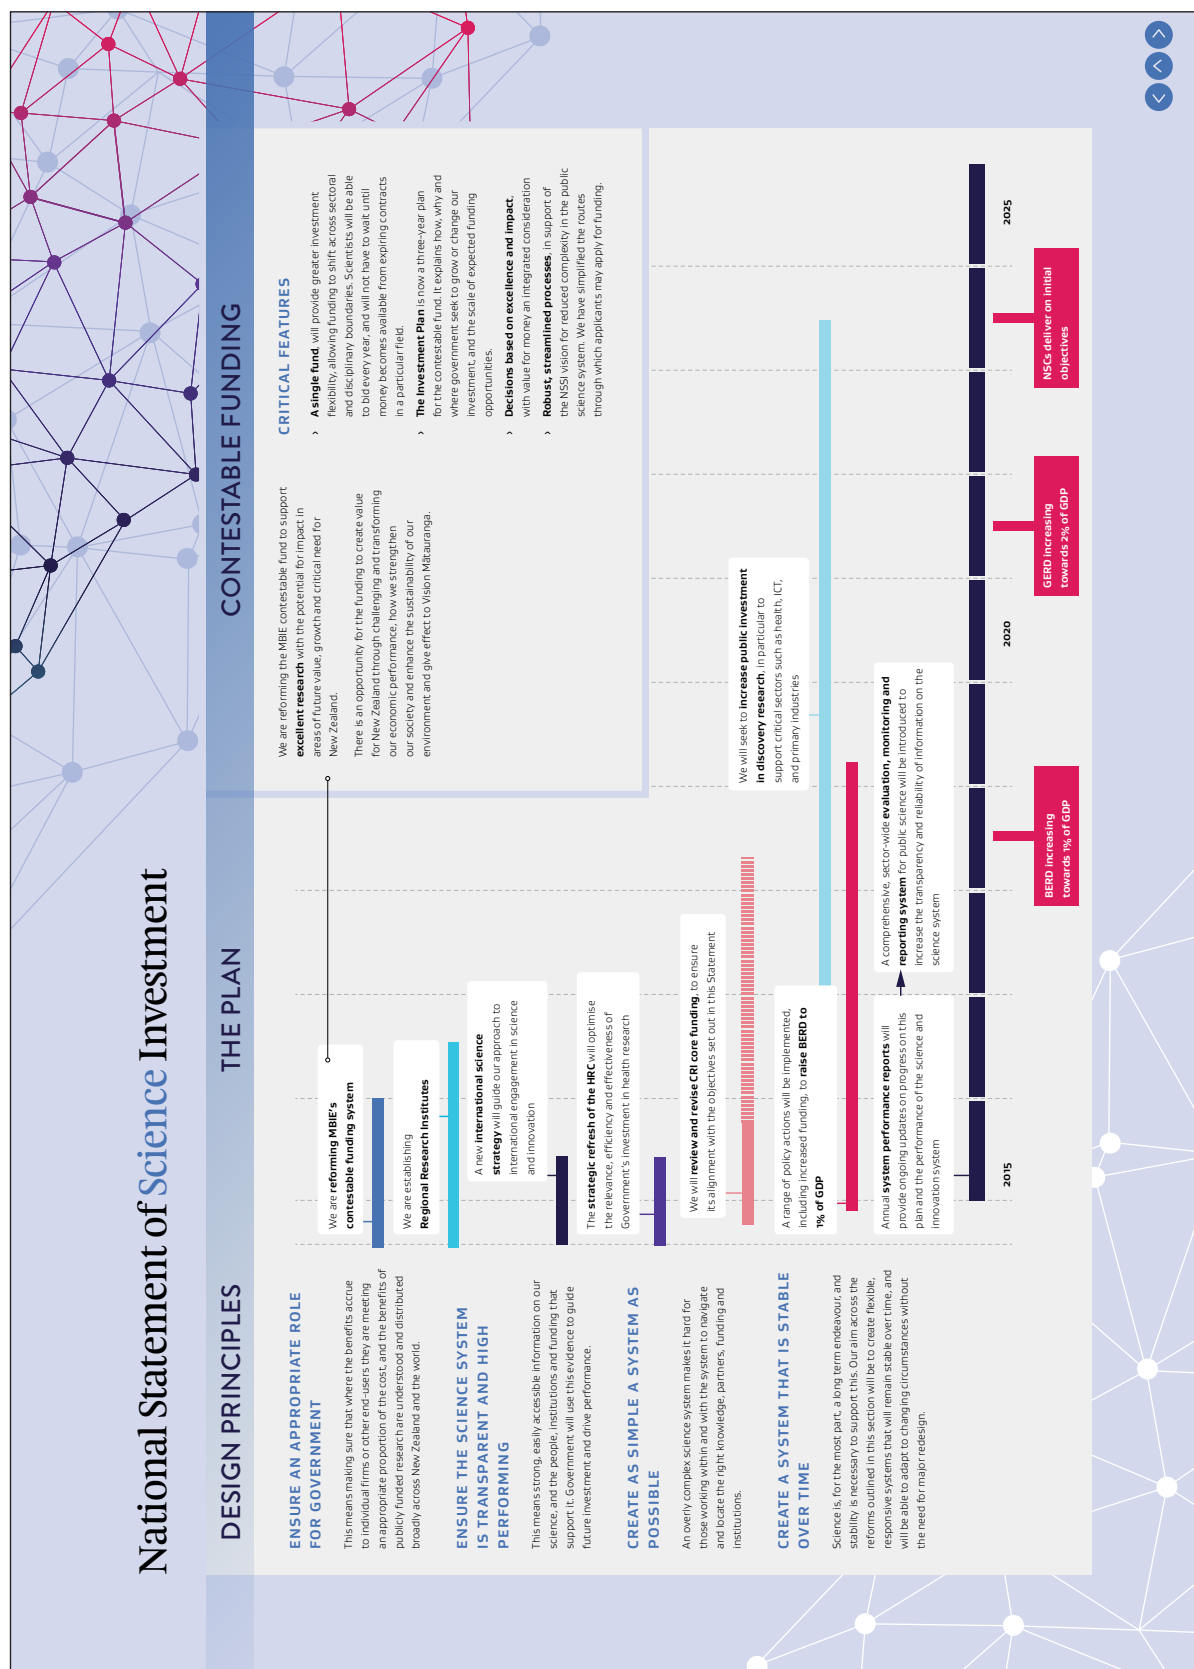 National Statement of Science Investment
DESIGN PRINCIPLES
ENSURE AN APPROPRIATE ROLE
FOR GOVERNMENT
This means making sure that where the benefits accrue
to individual firms or other end-users they are meeting
an appropriate proportion of the cost, and the benefits of
publicly funded research are understood and distributed
broadly across New Zealand and the world.
ENSURE THE SCIENCE SYSTEM
IS TRANSPARENT AND HIGH
PERFORMING
This means strong, easily accessible information on our
science, and the people, institutions and funding that
support it. Government will use this evidence to guide
future investment and drive performance.
CREATE AS SIMPLE A SYSTEM AS
POSSIBLE
An overly complex science system makes it hard for
those working within and with the system to navigate
and locate the right knowledge, partners, funding and
institutions.
CREATE A SYSTEM THAT IS STABLE
OVER TIME
Science is, for the most part, a long term endeavour, and
stability is necessary to support this. Our aim across the
reforms outlined in this section will be to create flexible,
responsive systems that will remain stable over time, and
will be able to adapt to changing circumstances without
the need for major redesign.
THE PLAN
We are reforming MBIE's
contestable funding system
We are establishing
Regional Research Institutes
A new international science
strategy will guide our approach to
international engagement in science
and innovation
The strategic refresh of the HRC will optimise
the relevance, efficiency and effectiveness of
Government's investment in health research
We will review and revise CRI core funding, to ensure
its alignment with the objectives set out in this Statement
We will seek to increase public investment
in discovery research, in particular to
support critical sectors such as health, ICT,
and primary industries
A range of policy actions will be implemented,
including increased funding, to raise BERD to
1% of GDP
Annual system performance reports will
provide ongoing updates on progress on this
plan and the performance of the science and
innovation system
A comprehensive, sector-wide evaluation, monitoring and
reporting system for public science will be introduced to
increase the transparency and reliability of information on the
science system
2015
2020
2025
BERD increasing
towards 1% of GDP
GERD increasing
towards 2% of GDP
NSCs deliver on initial
objectives
CONTESTABLE FUNDING
We are reforming the MBIE contestable fund to support
excellent research with the potential for impact in
areas of future value, growth and critical need for
New Zealand.
There is an opportunity for the funding to create value
for New Zealand through challenging and transforming
our economic performance, how we strengthen
our society and enhance the sustainability of our
environment and give effect to Vision Mātauranga.
CRITICAL FEATURES
› A single fund, will provide greater investment
flexibility, allowing funding to shift across sectoral
and disciplinary boundaries. Scientists will be able
to bid every year, and will not have to wait until
money becomes available from expiring contracts
in a particular field.
› The Investment Plan is now a three-year plan
for the contestable fund. It explains how, why and
where government seek to grow or change our
investment, and the scale of expected funding
opportunities.
› Decisions based on excellence and impact,
with value for money an integrated consideration
› Robust, streamlined processes, in support of
the NSSI vision for reduced complexity in the public
science system. We have simplified the routes
through which applicants may apply for funding.